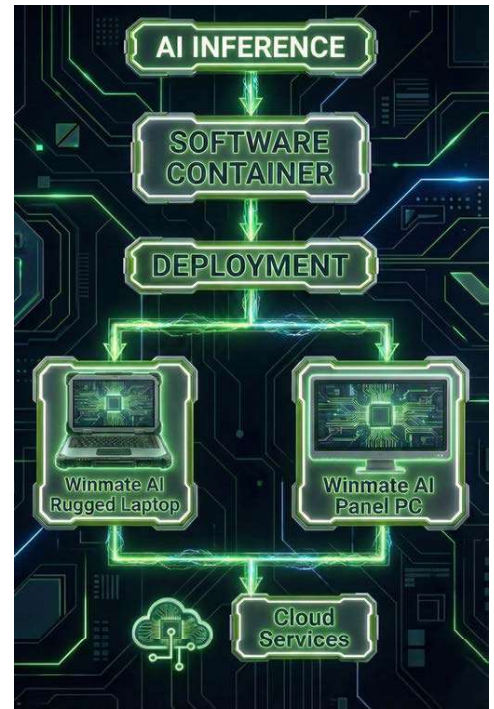 AI INFERENCE
SOFTWARE
CONTAINER
DEPLOYMENT
Winmate AI
Rugged Laptop
Winmate AI
Panel PC
Cloud
Services